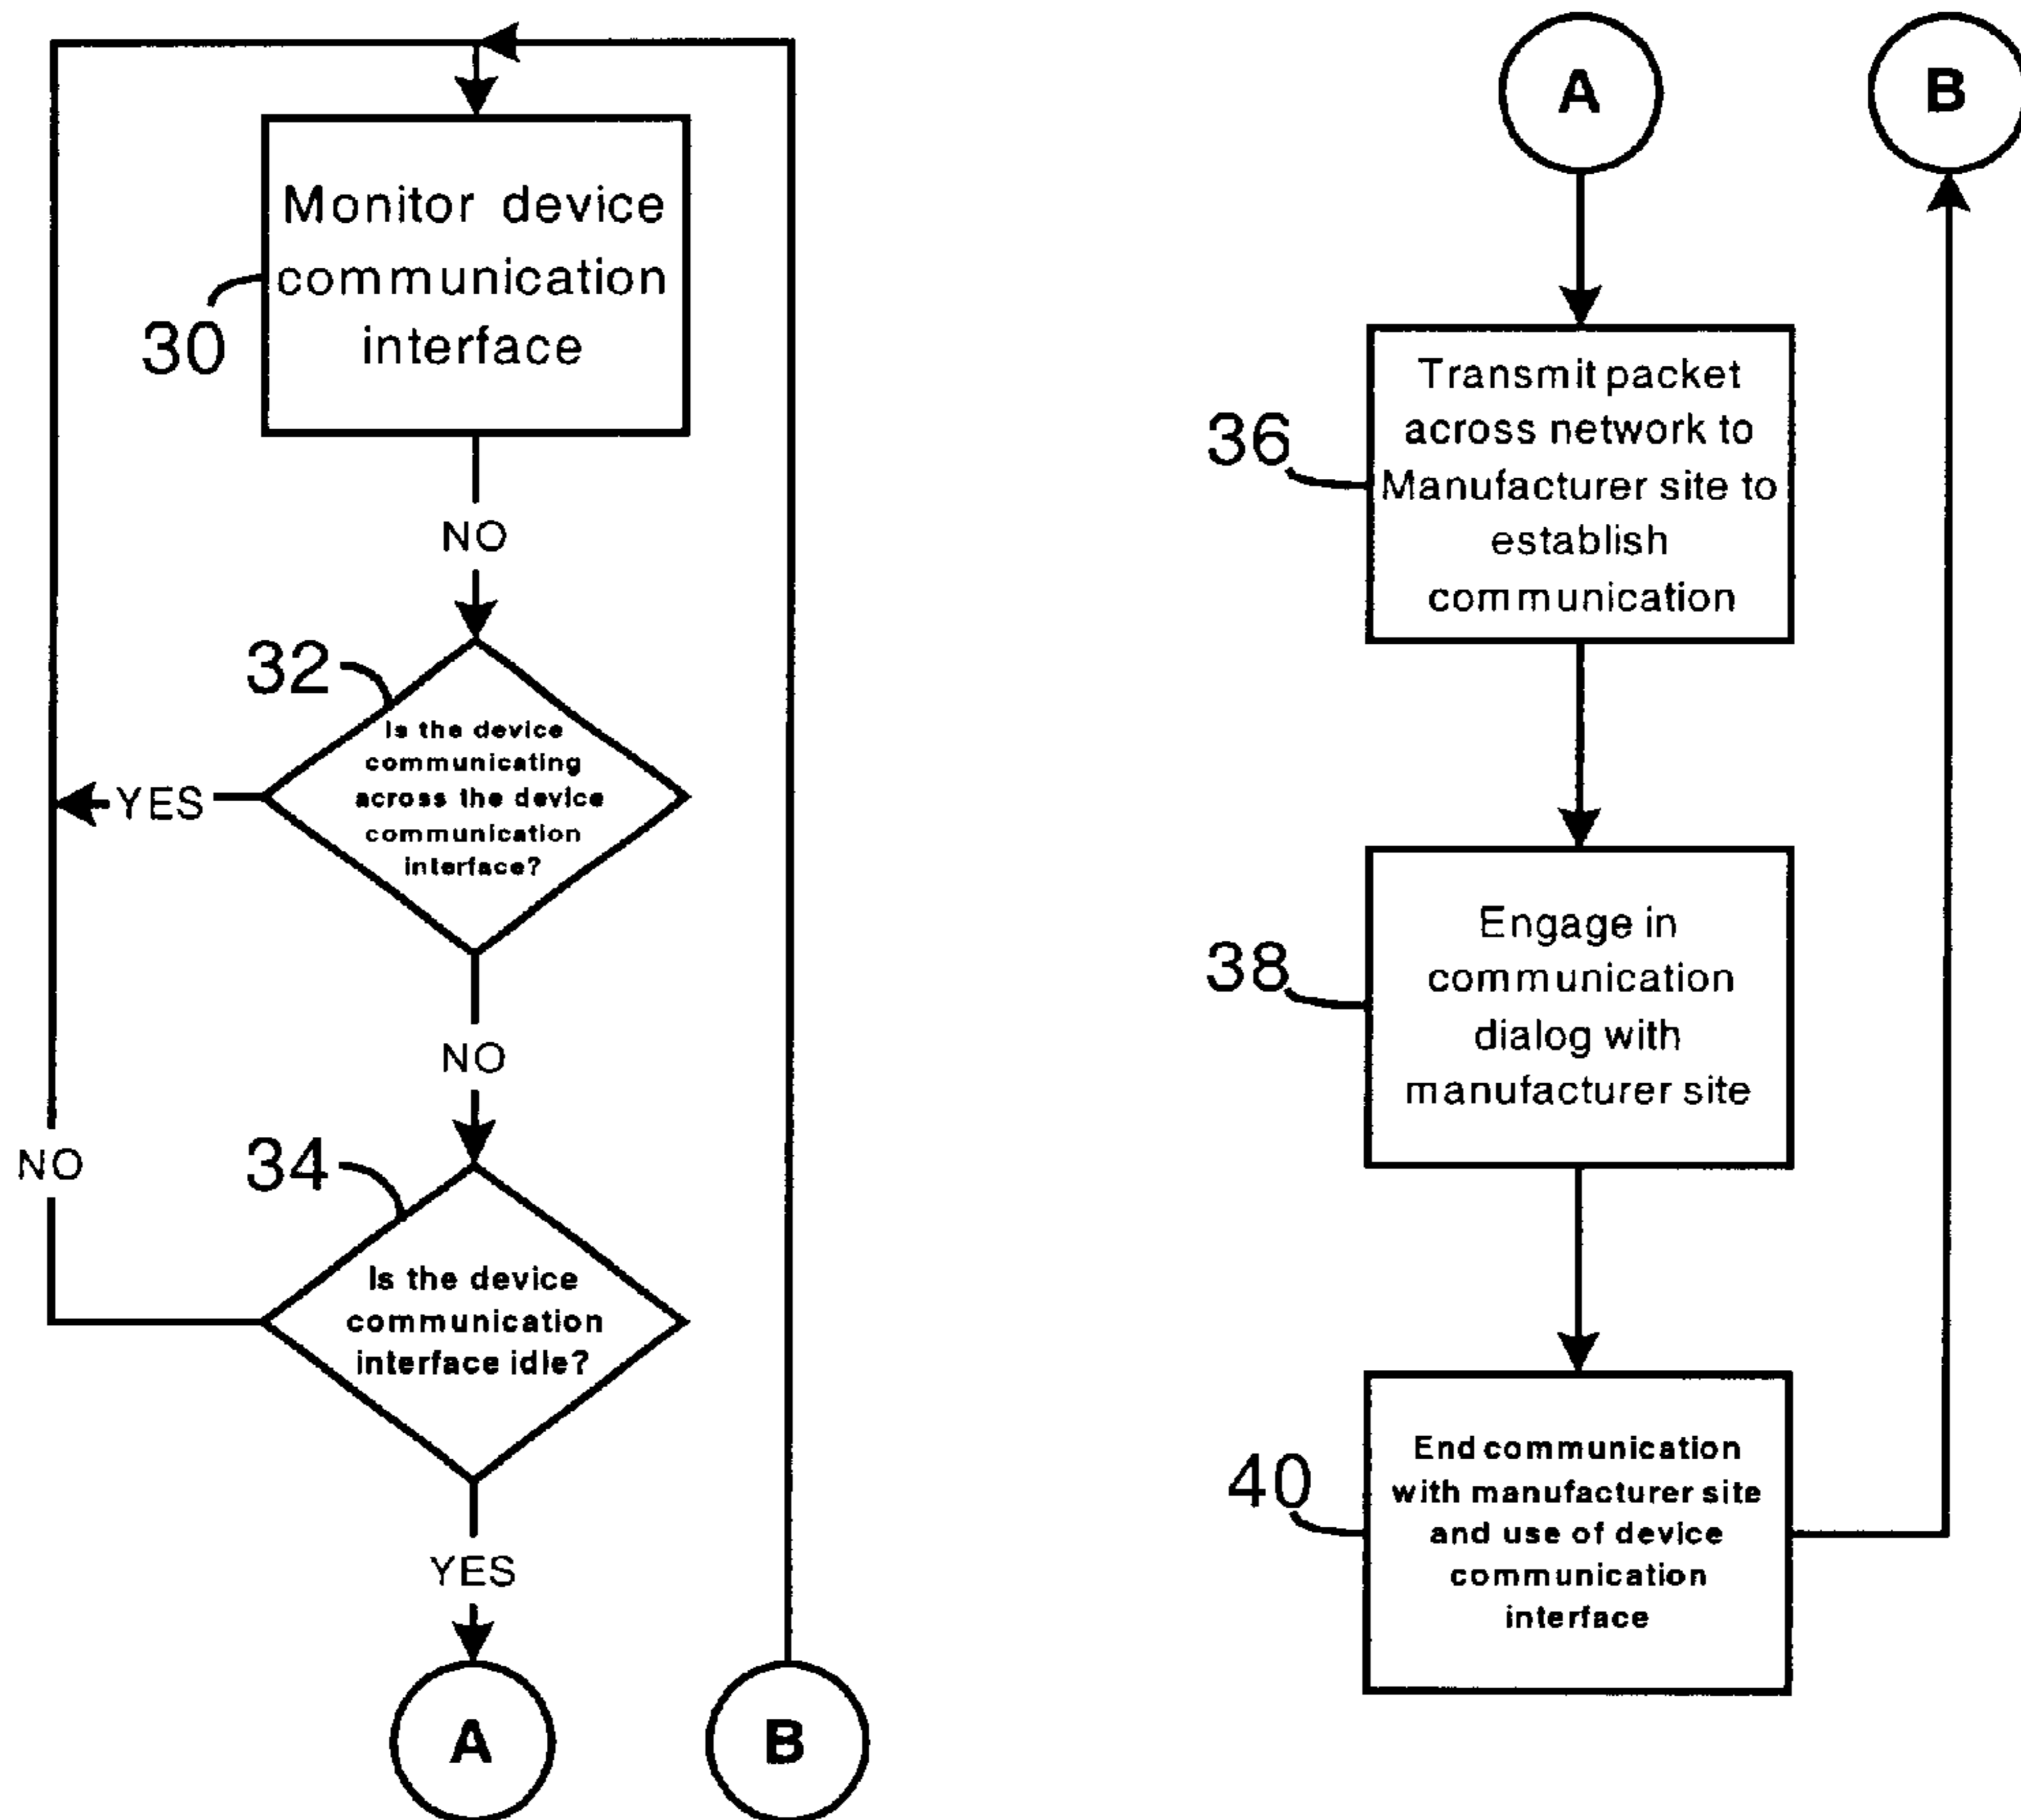 Monitor device
communication
interface
30
NO
32
Is the device
communicating
across the device
communication
interface?
YES
NO
34
NO
Is the device
communication
interface idle?
YES
A
B
A
B
36
Transmit packet
across network to
Manufacturer site to
establish
communication
38
Engage in
communication
dialog with
manufacturer site
40
End communication
with manufacturer site
and use of device
communication
interface